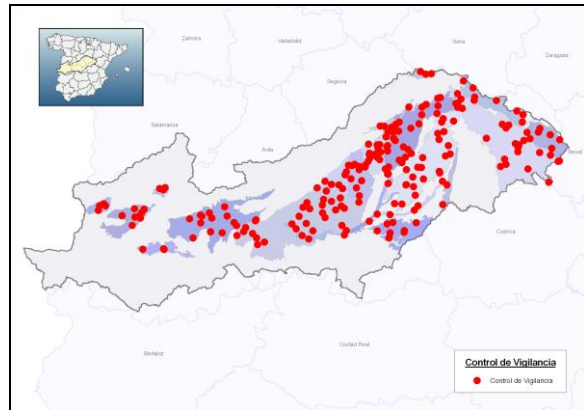 Soria
Zamora
Valladolid
Zaragoza
Segovia
Salamanca
Ávila
Teruel
Cuenca
Badajoz
Ciudad Real
Control de Vigilancia
Control de Vigilancia